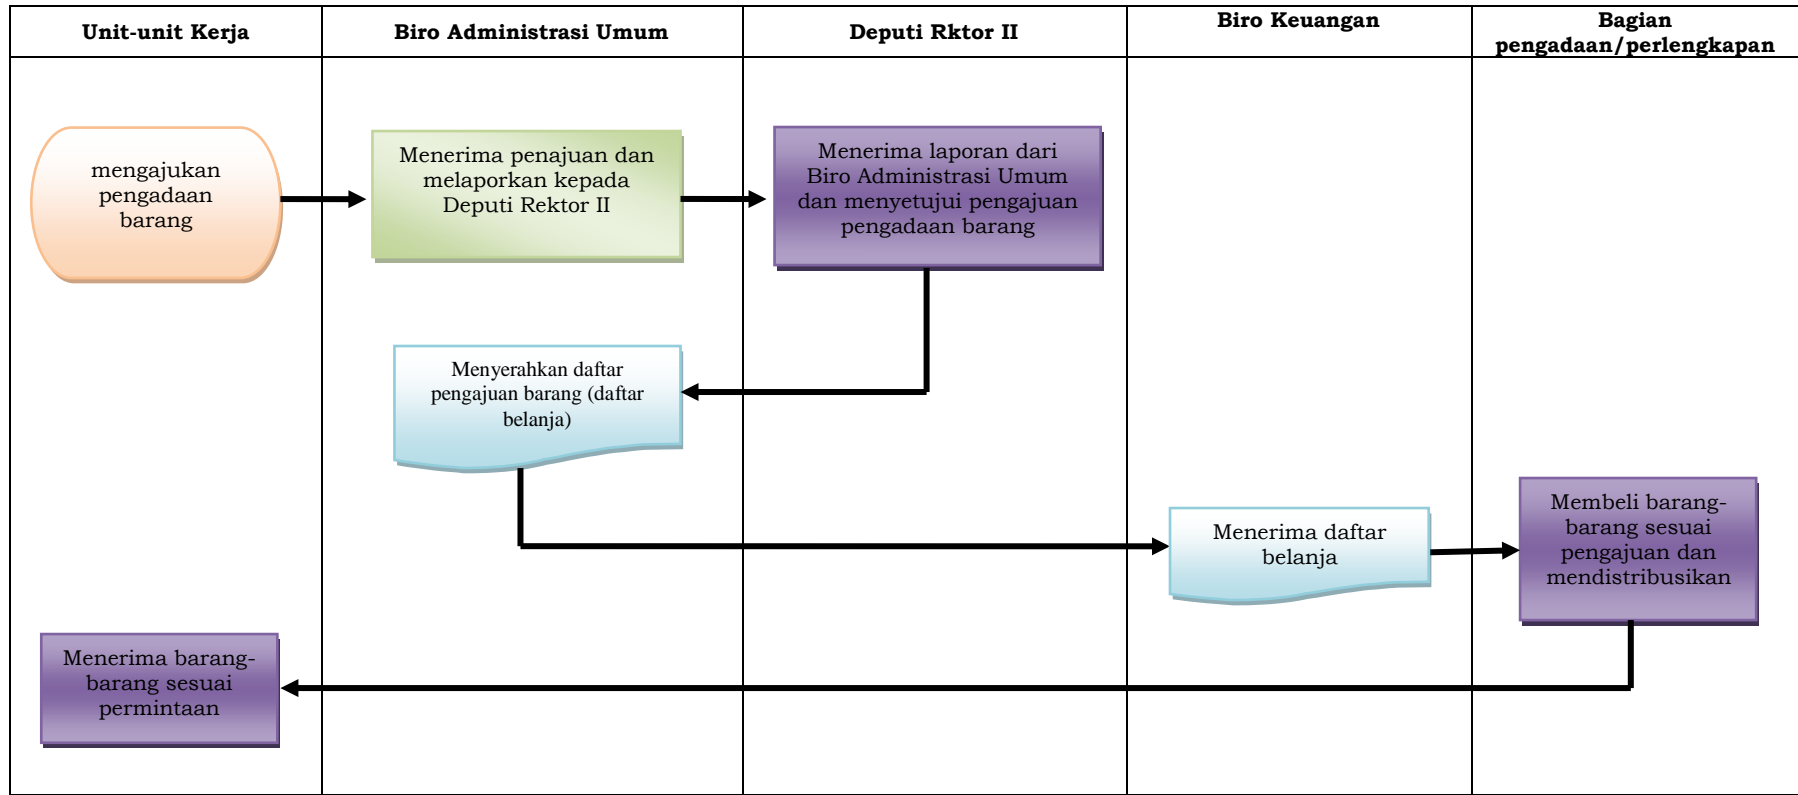 Unit-unit Kerja
Biro Administrasi Umum
Deputi Rktor II
Biro Keuangan
Bagian
pengadaan/perlengkapan
mengajukan
pengadaan
barang
Menerima penajuan dan
melaporkan kepada
Deputi Rektor II
Menerima laporan dari
Biro Administrasi Umum
dan menyetujui pengajuan
pengadaan barang
Menyerahkan daftar
pengajuan barang (daftar
belanja)
Menerima daftar
belanja
Membeli barang-
barang sesuai
pengajuan dan
mendistribusikan
Menerima barang-
barang sesuai
permintaan